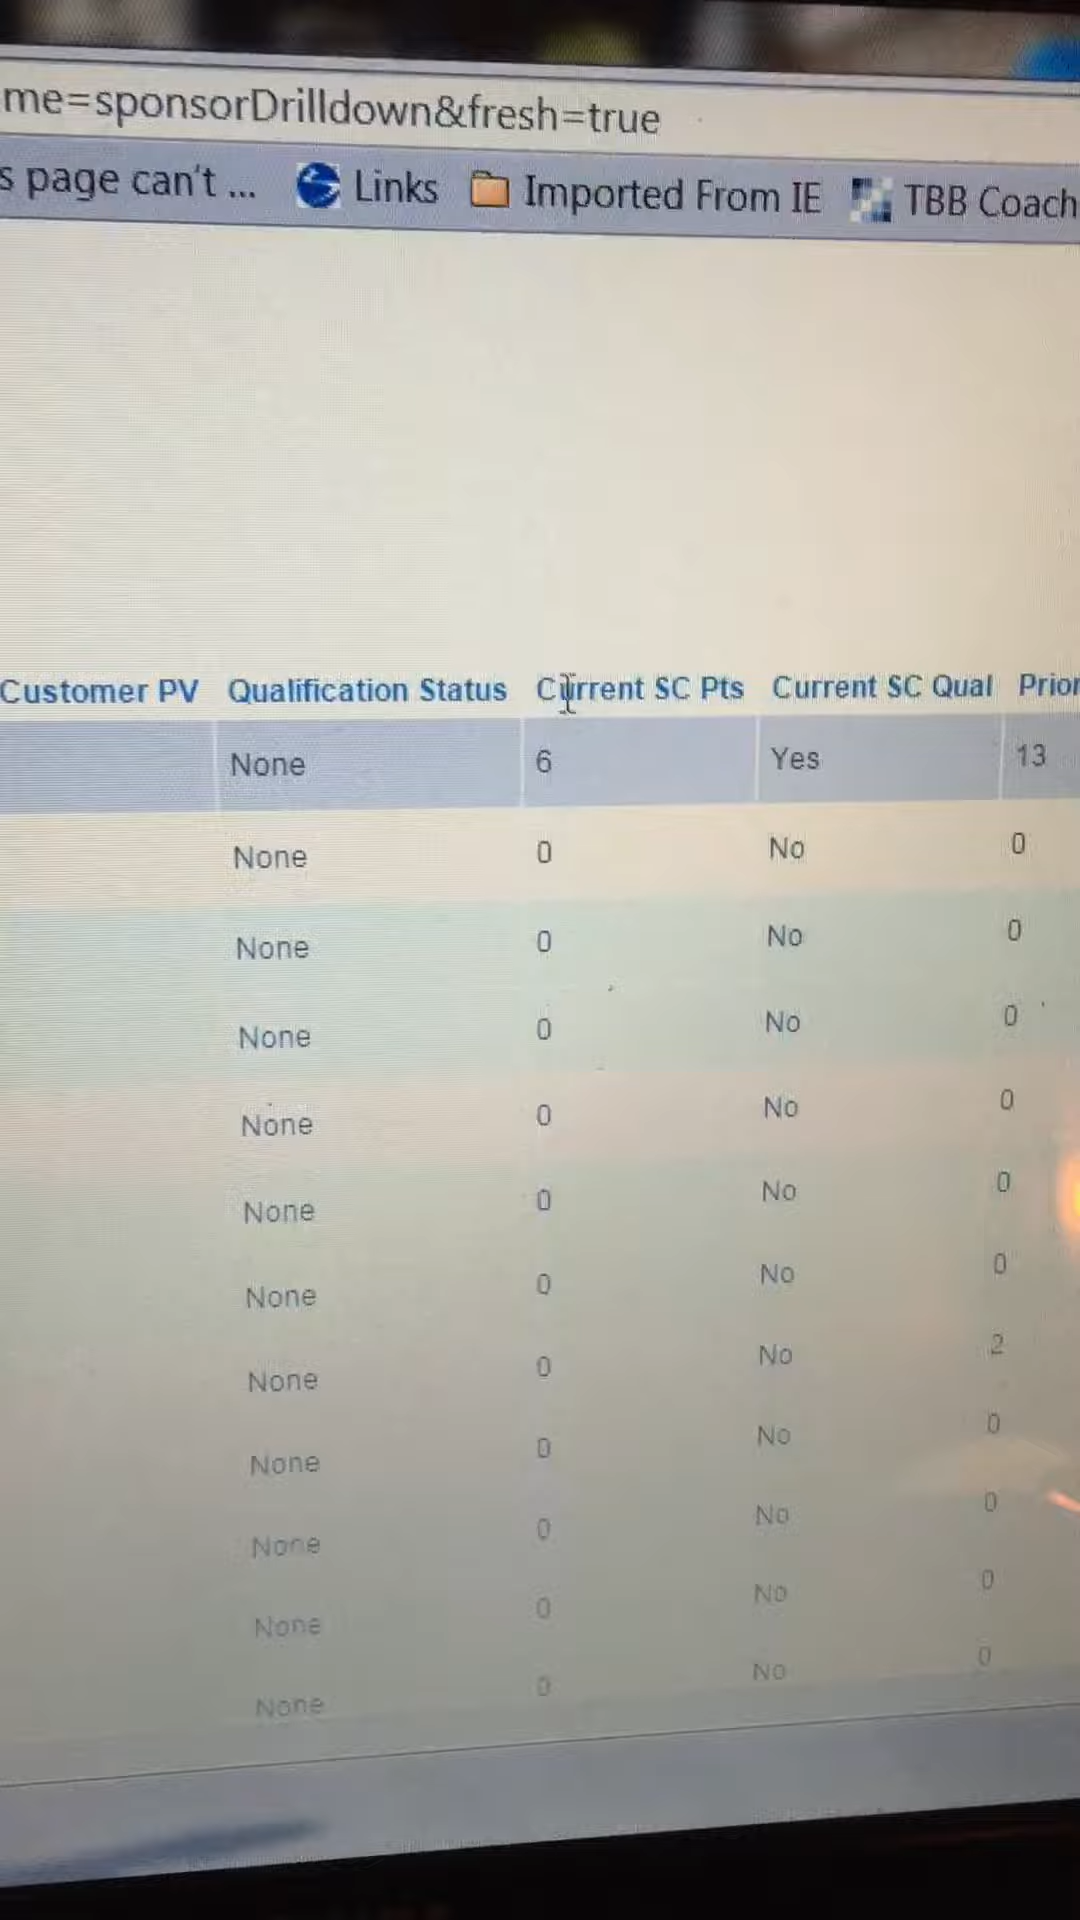 me=sponsorDrilldown&fresh=true
s page can't ... Links Imported From IE TBB Coach
Customer PV Qualification Status Current SC Pts Current SC Qual Prior
None 6 Yes 13
None 0 No 0
None 0 No 0
None 0 No 0
None 0 No 0
None 0 No 0
None 0 No 0
None 0 No 2
None 0 No 0
None 0 No 0
None 0 No 0
None 0 No 0